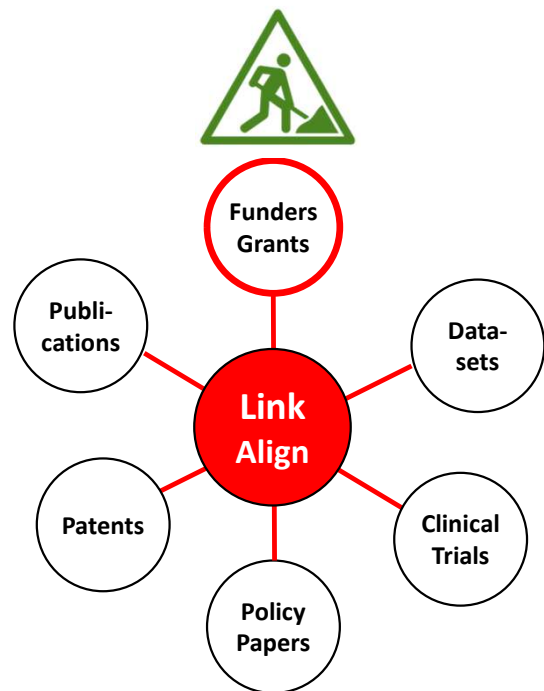 Funders
Grants
Publi-
cations
Data-
sets
Link
Align
Patents
Clinical
Trials
Policy
Papers